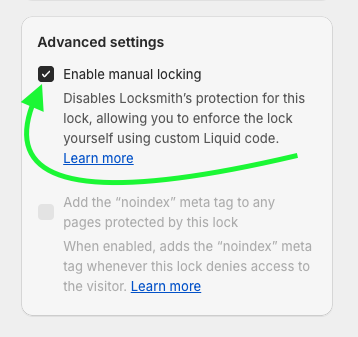 Advanced settings
Enable manual locking
Disables Locksmith’s protection for this
lock, allowing you to enforce the lock
yourself using custom Liquid code.
Learn more
Add the “noindex” meta tag to any
pages protected by this lock
When enabled, adds the “noindex” meta
tag whenever this lock denies access to
the visitor. Learn more